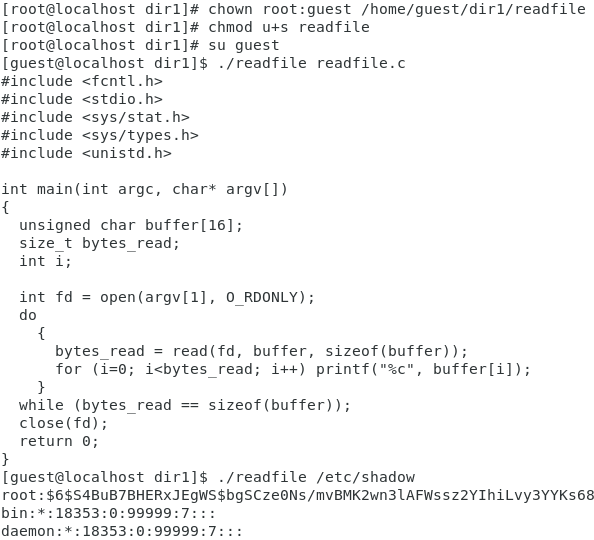 [root@localhost dir1]# chown root:guest /home/guest/dir1/readfile
[root@localhost dir1]# chmod u+s readfile
[root@localhost dir1]# su guest
[guest@localhost dir1]$ ./readfile readfile.c
#include <fcntl.h>
#include <stdio.h>
#include <sys/stat.h>
#include <sys/types.h>
#include <unistd.h>

int main(int argc, char* argv[])
{
  unsigned char buffer[16];
  size_t bytes_read;
  int i;

  int fd = open(argv[1], O_RDONLY);
  do
    {
      bytes_read = read(fd, buffer, sizeof(buffer));
      for (i=0; i<bytes_read; i++) printf("%c", buffer[i]);
    }
  while (bytes_read == sizeof(buffer));
  close(fd);
  return 0;
}
[guest@localhost dir1]$ ./readfile /etc/shadow
root:$6$S4BuB7BHERxJEgWS$bgSCze0Ns/mvBMK2wn3lAFWssz2YIhiLvy3YYKs68
bin:*:18353:0:99999:7:::
daemon:*:18353:0:99999:7:::